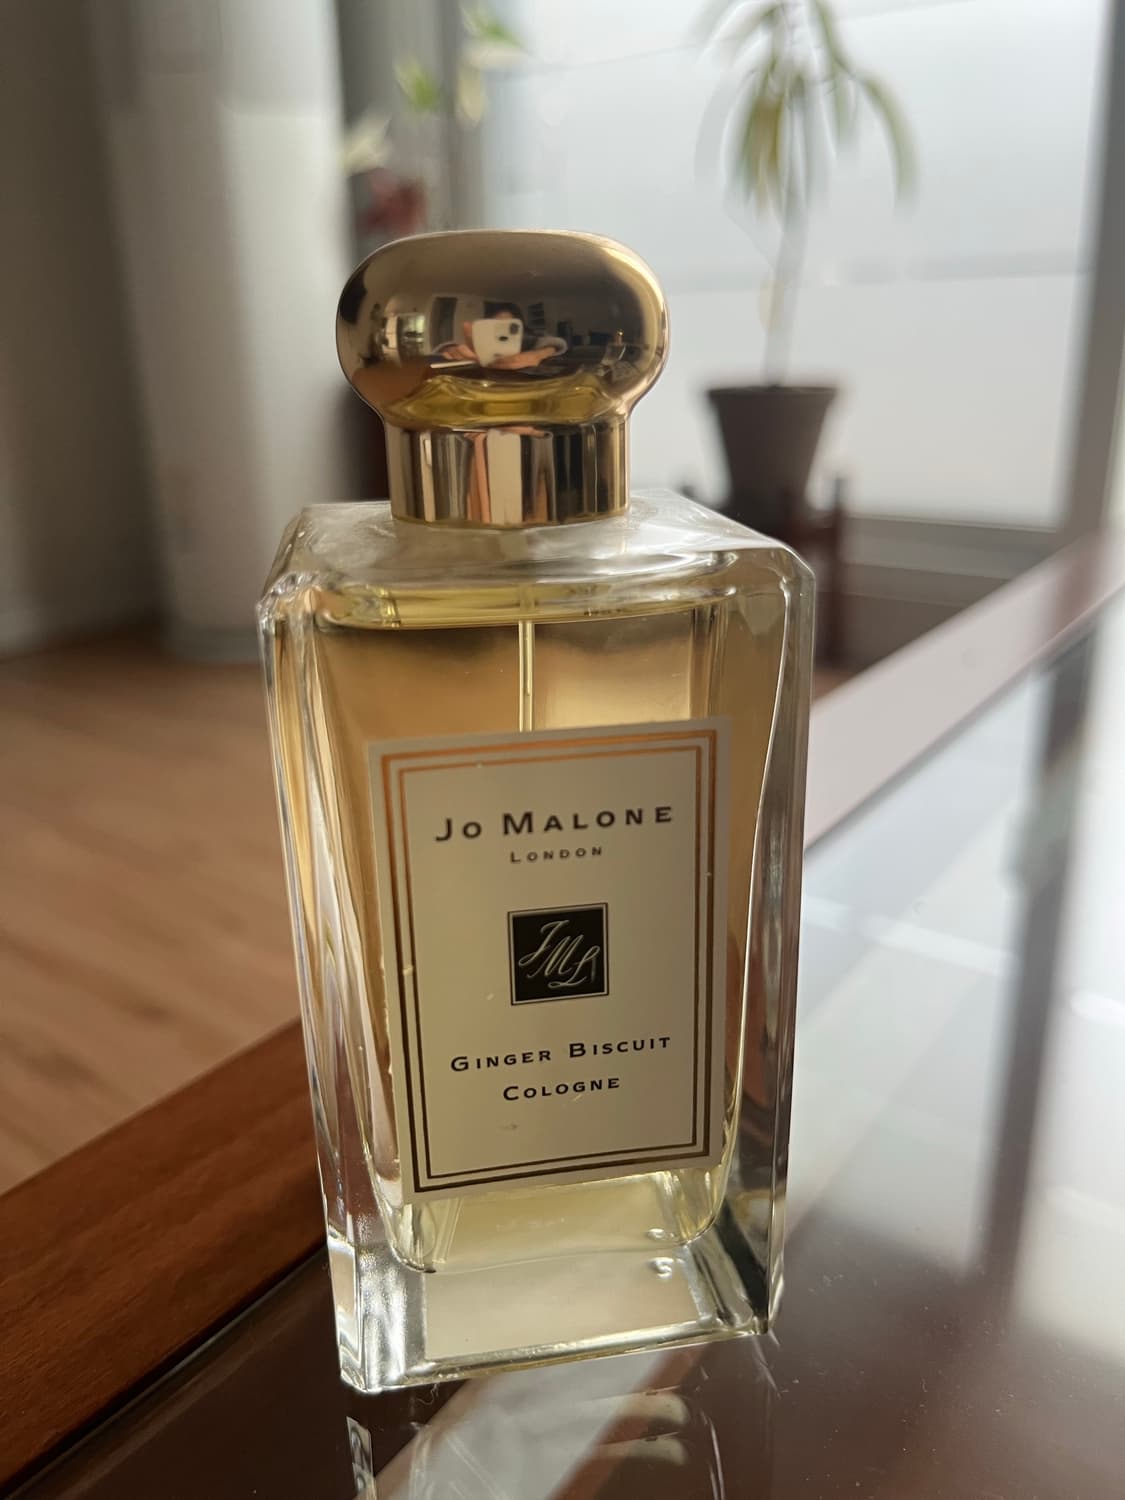 JO MALONE
LONDON
JML
GINGER BISCUIT
COLOGNE